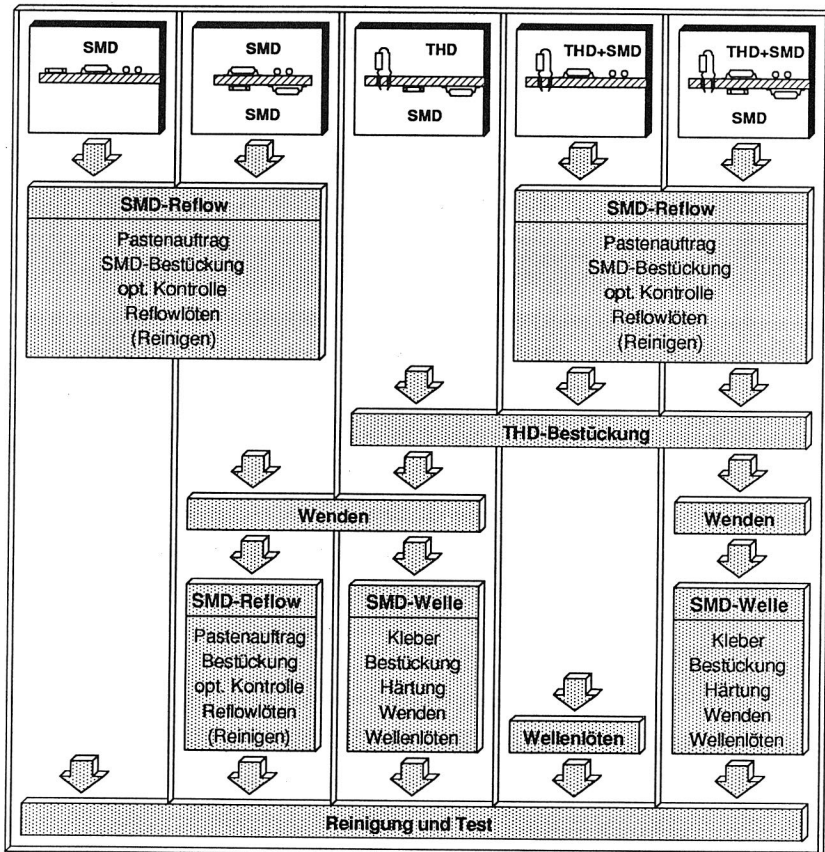 SMD
SMD
SMD
THD
SMD
THD+SMD
THD+SMD
SMD
SMD-Reflow
Pastenauftrag
SMD-Bestückung
opt. Kontrolle
Reflowlöten
(Reinigen)
SMD-Reflow
Pastenauftrag
SMD-Bestückung
opt. Kontrolle
Reflowlöten
(Reinigen)
THD-Bestückung
Wenden
Wenden
SMD-Reflow
Pastenauftrag
Bestückung
opt. Kontrolle
Reflowlöten
(Reinigen)
SMD-Welle
Kleber
Bestückung
Härtung
Wenden
Wellenlöten
Wellenlöten
SMD-Welle
Kleber
Bestückung
Härtung
Wenden
Wellenlöten
Reinigung und Test